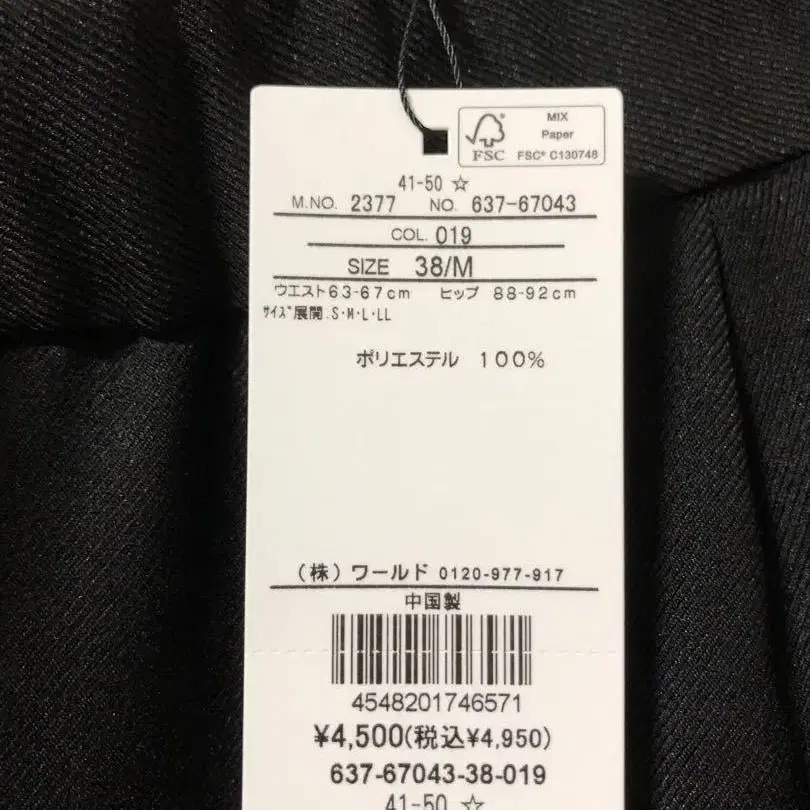 MIX
Paper
FSC
FSC® C130748
41-50 ☆
M.NO. 2377 NO. 637-67043
COL. 019
SIZE 38/M
ウエスト63-67cm ヒップ 88-92cm
ｻｲｽﾞ展開.S･M･L･LL
ポリエステル 100%
(株)ワールド 0120-977-917
中国製
4548201746571
¥4,500(税込¥4,950)
637-67043-38-019
41-50 ☆